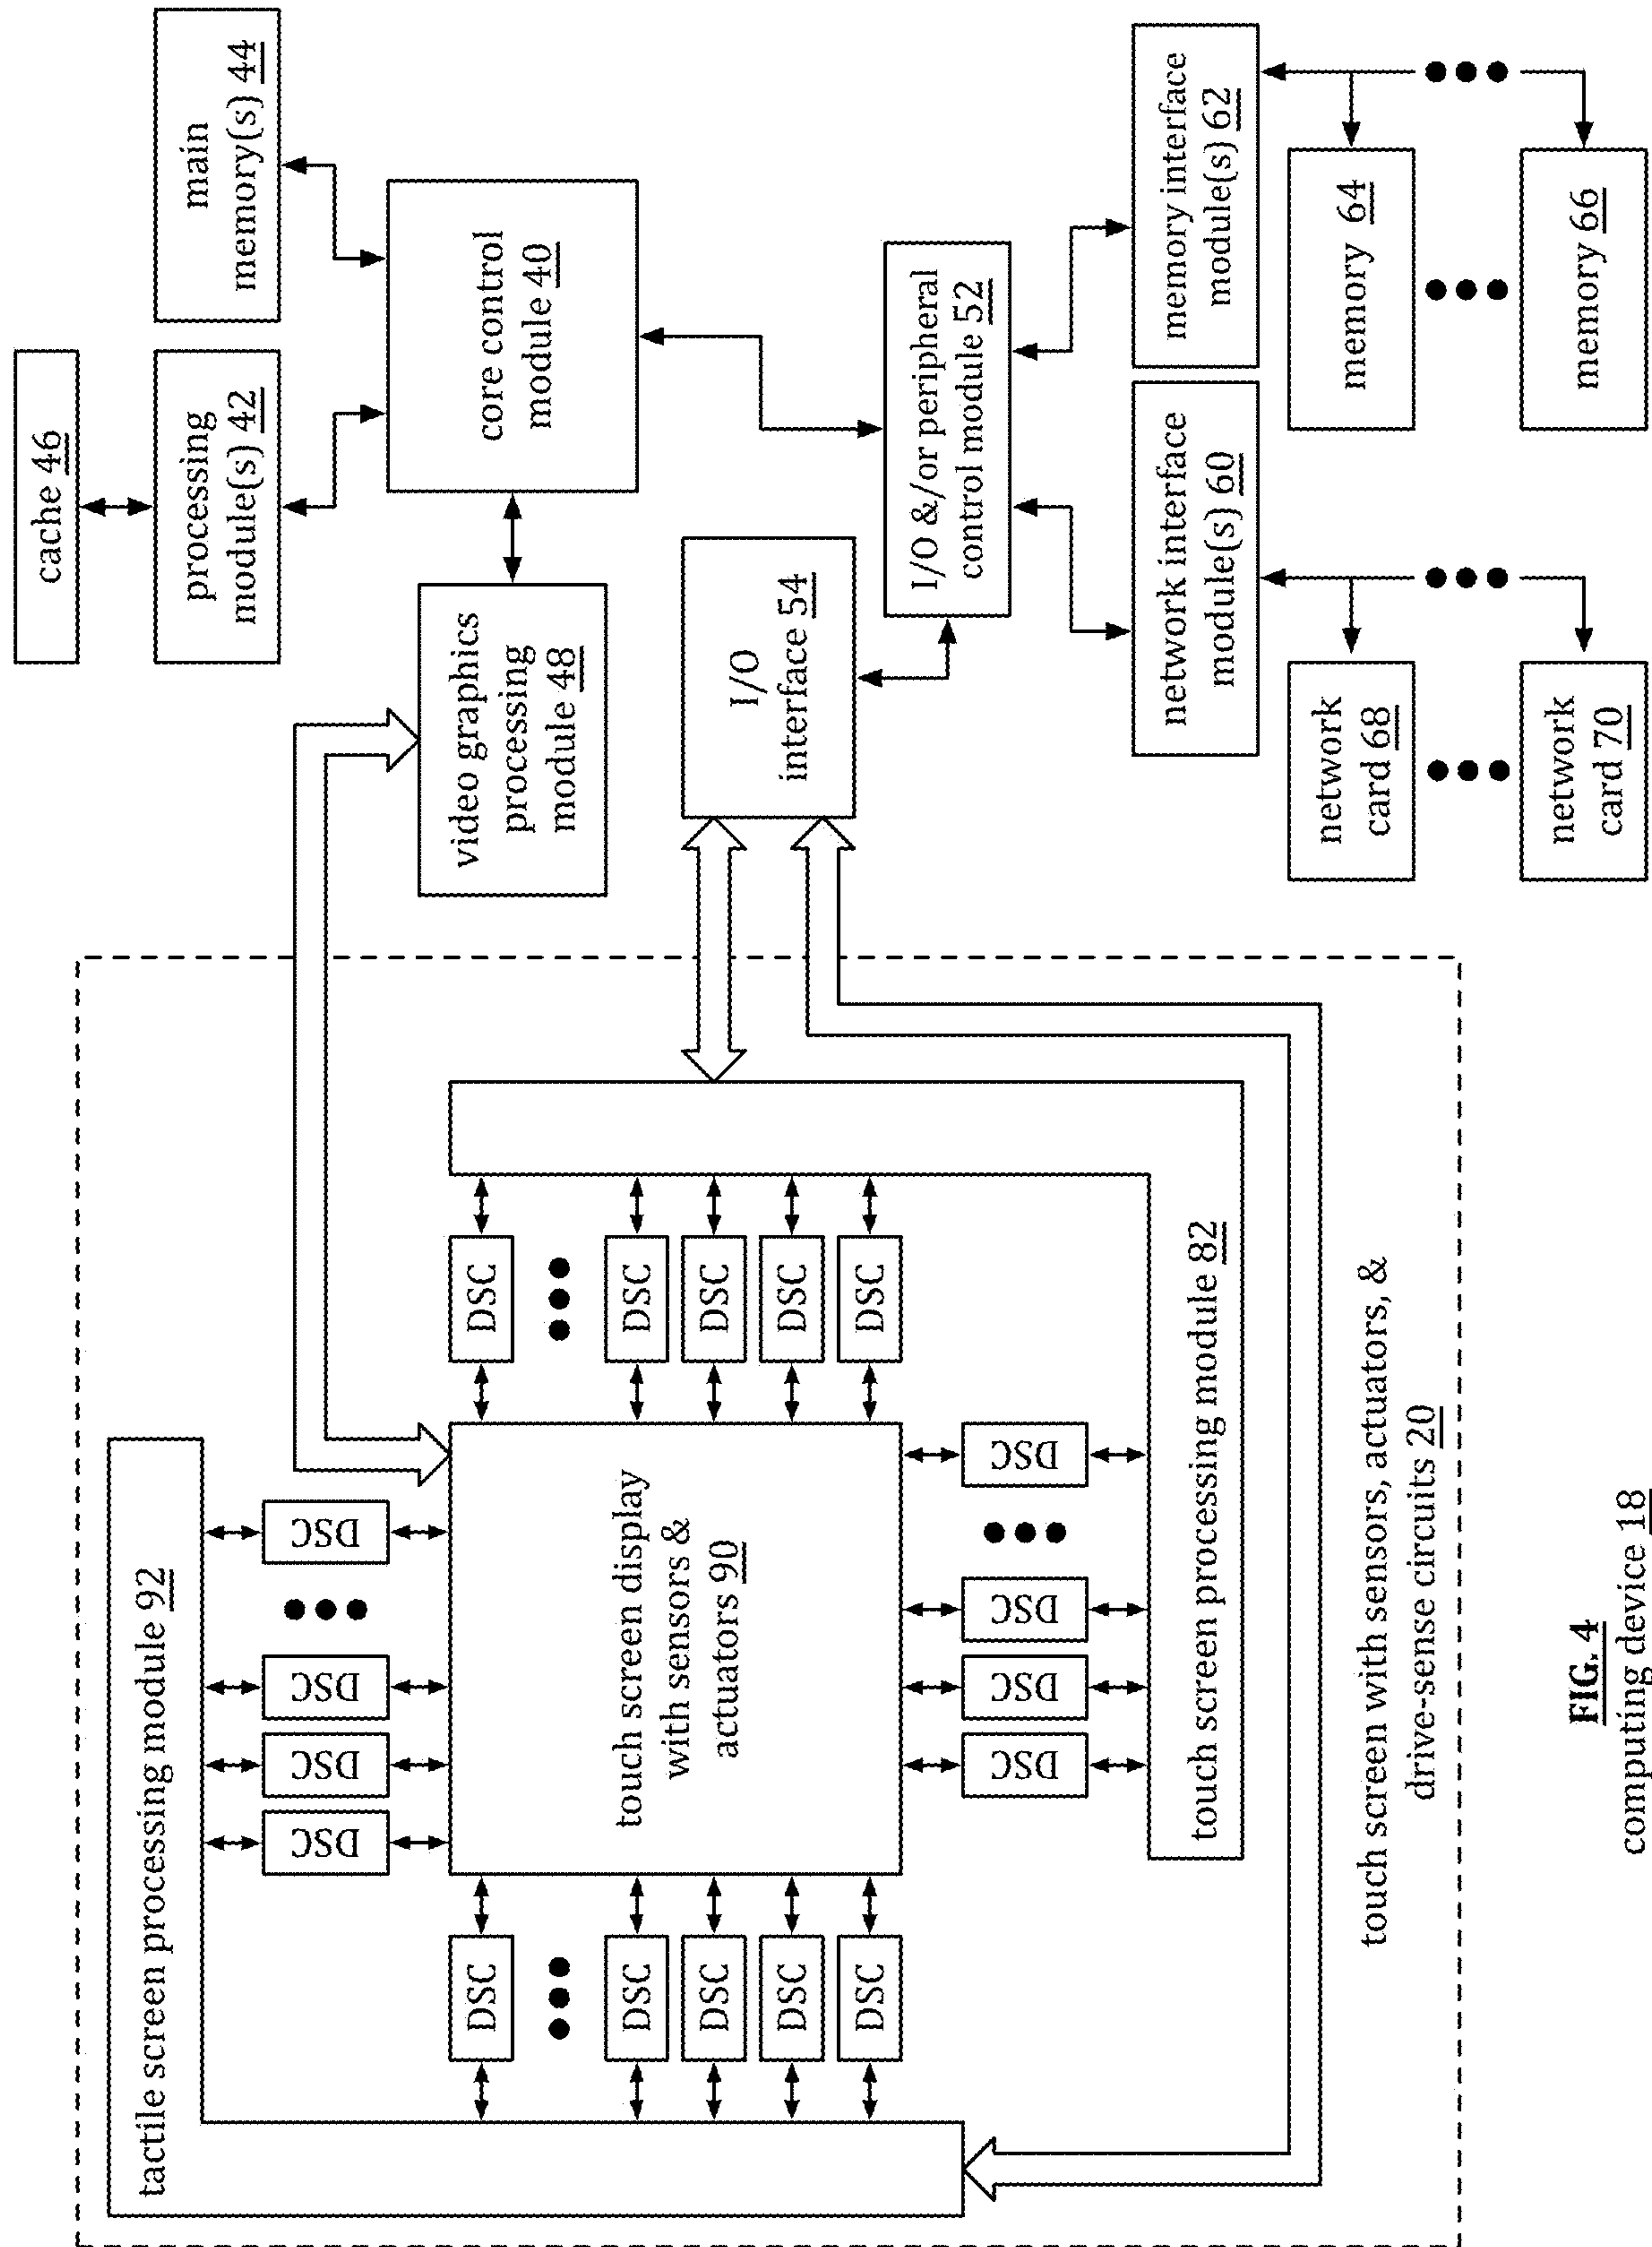 cache 46
processing
module(s) 42
main
memory(s) 44
core control
module 40
video graphics
processing
module 48
I/O
interface 54
I/O &/or peripheral
control module 52
network interface
module(s) 60
memory interface
module(s) 62
network
card 68
network
card 70
memory 64
memory 66
tactile screen processing module 92
DSC
DSC
DSC
DSC
DSC
DSC
DSC
DSC
DSC
touch screen display
with sensors &
actuators 90
DSC
DSC
DSC
DSC
DSC
DSC
DSC
DSC
DSC
touch screen processing module 82
touch screen with sensors, actuators, &
drive-sense circuits 20
FIG. 4
computing device 18